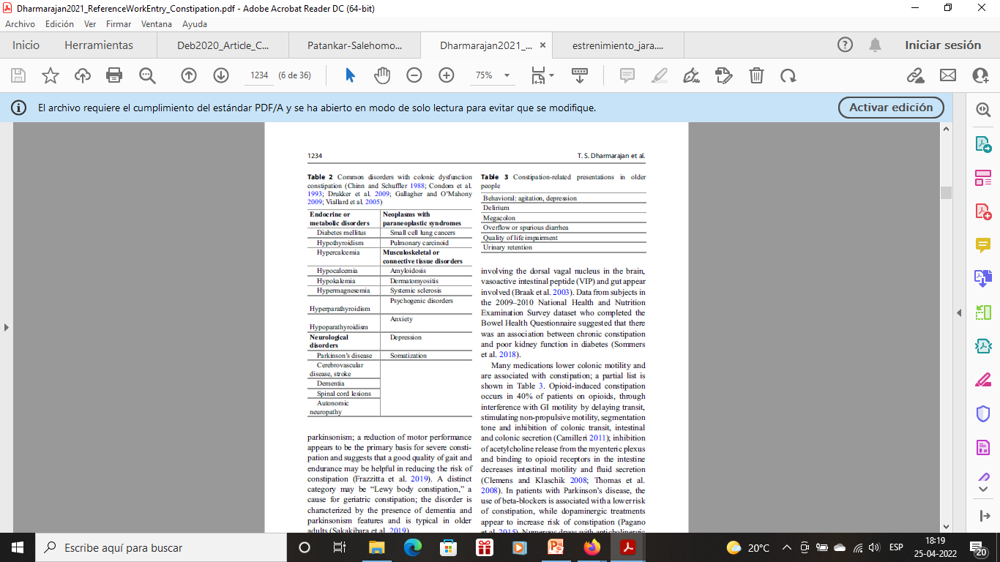 Dharmarajan2021_ReferenceWorkEntry_Constipation.pdf - Adobe Acrobat Reader DC (64-bit)
Archivo Edición Ver Firmar Ventana Ayuda
Inicio Herramientas Deb2020_Article_C... Patankar-Salehomo... Dharmarajan2021_... × estrenimiento_jara.... Iniciar sesión
1234 (6 de 36) 75%
El archivo requiere el cumplimiento del estándar PDF/A y se ha abierto en modo de solo lectura para evitar que se modifique. Activar edición
1234 T. S. Dharmarajan et al.
Table 2 Common disorders with colonic dysfunction
constipation (Chinn and Schuffler 1988; Condom et al.
1993; Drukker et al. 2009; Gallagher and O'Mahony
2009; Viallard et al. 2005)
Endocrine or
metabolic disorders
Neoplasms with
paraneoplastic syndromes
Diabetes mellitus Small cell lung cancers
Hypothyroidism Pulmonary carcinoid
Hypercalcemia Musculoskeletal or
connective tissue disorders
Hypocalcemia Amyloidosis
Hypokalemia Dermatomyositis
Hypermagnesemia Systemic sclerosis
Hyperparathyroidism Psychogenic disorders
Hypoparathyroidism Anxiety
Neurological
disorders
Depression
Parkinson's disease Somatization
Cerebrovascular
disease, stroke
Dementia
Spinal cord lesions
Autonomic
neuropathy
parkinsonism; a reduction of motor performance
appears to be the primary basis for severe consti-
pation and suggests that a good quality of gait and
endurance may be helpful in reducing the risk of
constipation (Frazzitta et al. 2019). A distinct
category may be “Lewy body constipation,” a
cause for geriatric constipation; the disorder is
characterized by the presence of dementia and
parkinsonism features and is typical in older
adults (Sakakibara et al. 2019)
Table 3 Constipation-related presentations in older
people
Behavioral: agitation, depression
Delirium
Megacolon
Overflow or spurious diarrhea
Quality of life impairment
Urinary retention
involving the dorsal vagal nucleus in the brain,
vasoactive intestinal peptide (VIP) and gut appear
involved (Braak et al. 2003). Data from subjects in
the 2009–2010 National Health and Nutrition
Examination Survey dataset who completed the
Bowel Health Questionnaire suggested that there
was an association between chronic constipation
and poor kidney function in diabetes (Sommers
et al. 2018).
Many medications lower colonic motility and
are associated with constipation; a partial list is
shown in Table 3. Opioid-induced constipation
occurs in 40% of patients on opioids, through
interference with GI motility by delaying transit,
stimulating non-propulsive motility, segmentation
tone and inhibition of colonic transit, intestinal
and colonic secretion (Camilleri 2011); inhibition
of acetylcholine release from the myenteric plexus
and binding to opioid receptors in the intestine
decreases intestinal motility and fluid secretion
(Clemens and Klaschik 2008; Thomas et al.
2008). In patients with Parkinson's disease, the
use of beta-blockers is associated with a lower risk
of constipation, while dopaminergic treatments
appear to increase risk of constipation (Pagano
et al. 2015). Numerous drugs with anticholinergic
Escribe aquí para buscar
20°C
ESP
18:19
25-04-2022
20